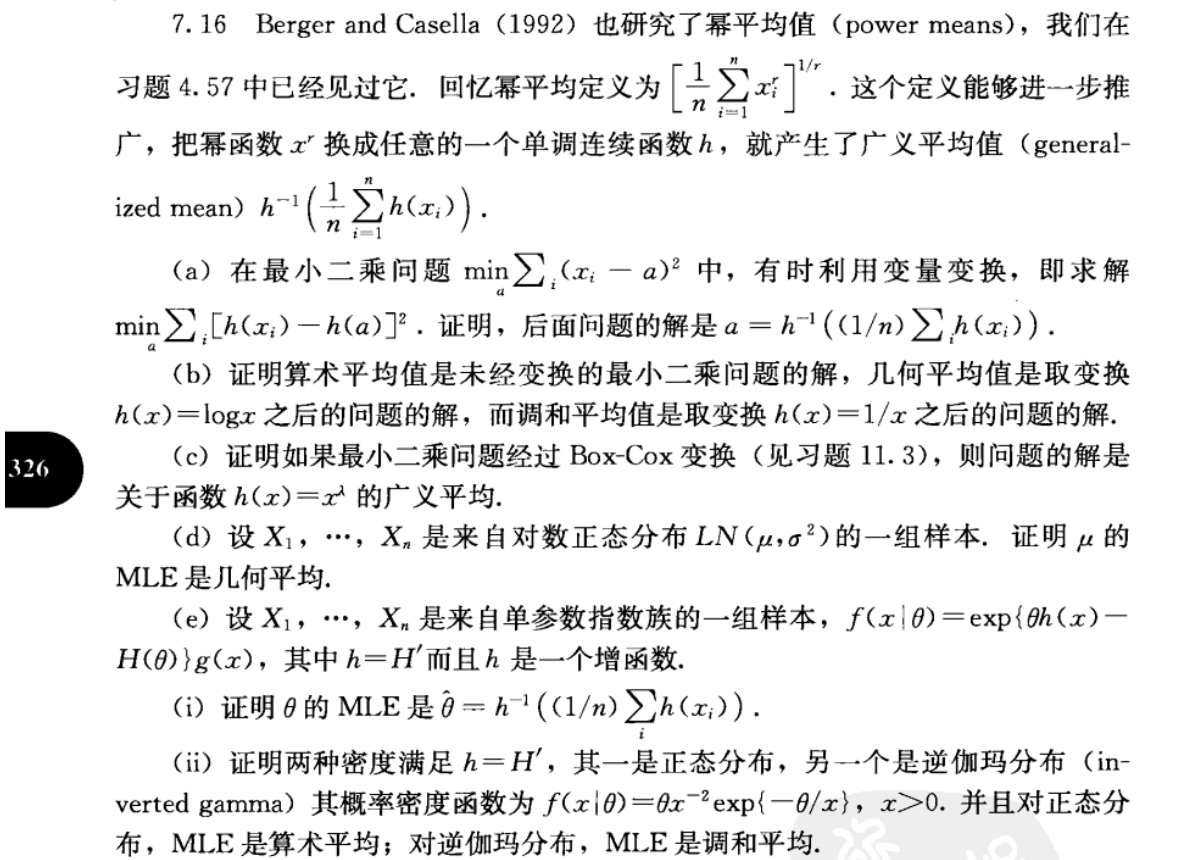 7.16 Berger and Casella（1992）也研究了幂平均值（power means），我们在
习题 4.57 中已经见过它．回忆幂平均定义为 $\left[\frac{1}{n}\sum_{i=1}^{n}x_i^r\right]^{1/r}$．这个定义能够进一步推
广，把幂函数 $x^r$ 换成任意的一个单调连续函数 $h$，就产生了广义平均值（general-
ized mean）$h^{-1}\left(\frac{1}{n}\sum_{i=1}^{n}h(x_i)\right)$．
（a）在最小二乘问题 $\min_a\sum_i(x_i-a)^2$ 中，有时利用变量变换，即求解
$\min_a\sum_i[h(x_i)-h(a)]^2$．证明，后面问题的解是 $a=h^{-1}((1/n)\sum_i h(x_i))$．
（b）证明算术平均值是未经变换的最小二乘问题的解，几何平均值是取变换
$h(x)=\log x$ 之后的问题的解，而调和平均值是取变换 $h(x)=1/x$ 之后的问题的解．
（c）证明如果最小二乘问题经过 Box-Cox 变换（见习题 11.3），则问题的解是
326
关于函数 $h(x)=x^\lambda$ 的广义平均．
（d）设 $X_1,\cdots,X_n$ 是来自对数正态分布 $LN(\mu,\sigma^2)$的一组样本．证明 $\mu$ 的
MLE 是几何平均．
（e）设 $X_1,\cdots,X_n$ 是来自单参数指数族的一组样本，$f(x|\theta)=\exp\{\theta h(x)-$
$H(\theta)\}g(x)$，其中 $h=H'$而且 $h$ 是一个增函数．
（i）证明 $\theta$ 的 MLE 是 $\hat{\theta}=h^{-1}((1/n)\sum_i h(x_i))$．
（ii）证明两种密度满足 $h=H'$，其一是正态分布，另一个是逆伽玛分布（in-
verted gamma）其概率密度函数为 $f(x|\theta)=\theta x^{-2}\exp\{-\theta/x\}$，$x>0$．并且对正态分
布，MLE 是算术平均；对逆伽玛分布，MLE 是调和平均．